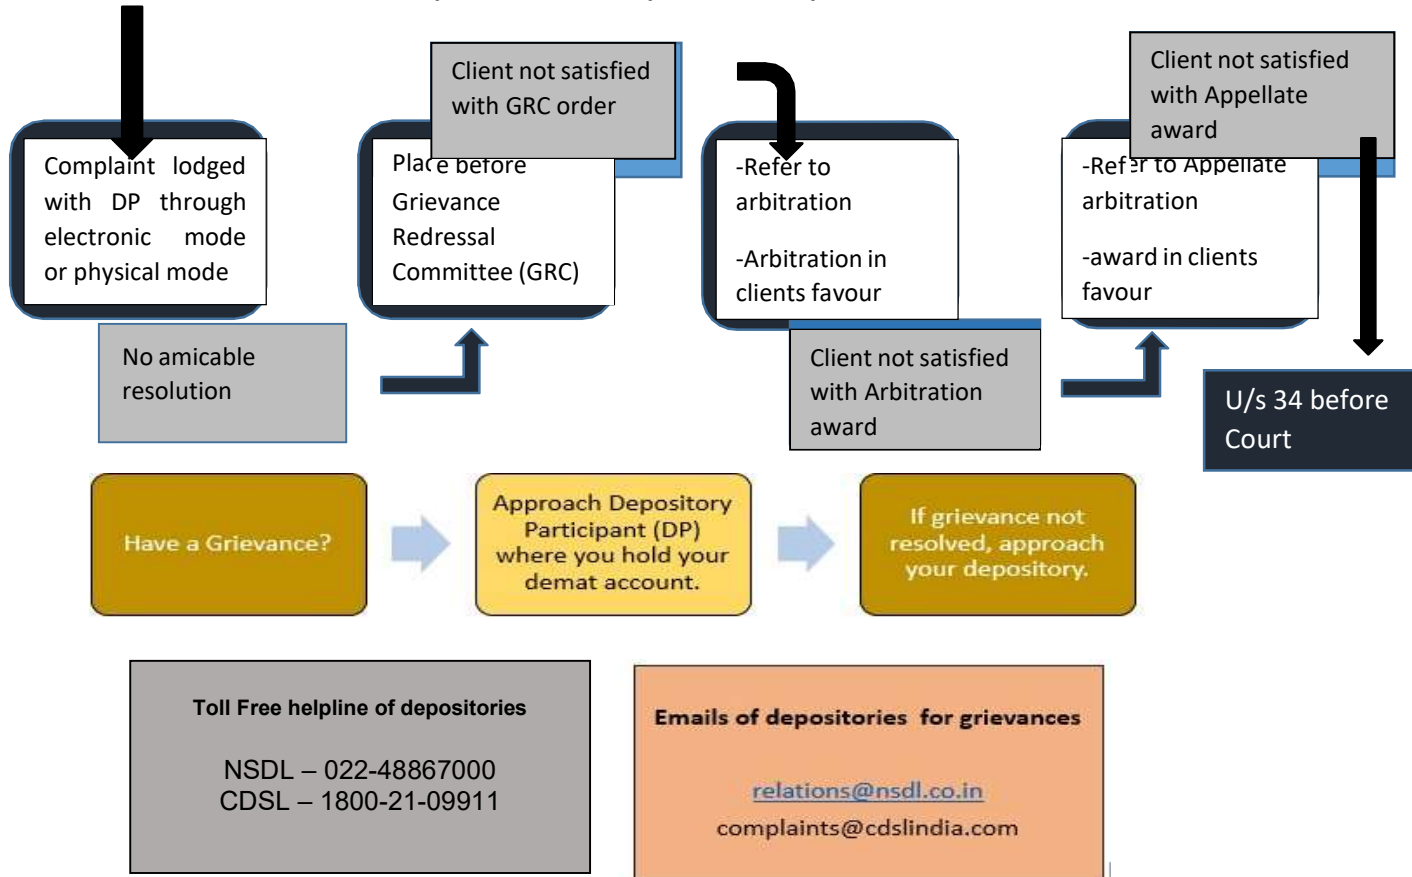 Complaint lodged
with DP through
electronic mode
or physical mode
No amicable
resolution
Place before
Grievance
Redressal
Committee (GRC)
Client not satisfied
with GRC order
-Refer to
arbitration
-Arbitration in
clients favour
Client not satisfied
with Arbitration
award
-Refer to Appellate
arbitration
-award in clients
favour
Client not satisfied
with Appellate
award
U/s 34 before
Court
Have a Grievance?
Approach Depository
Participant (DP)
where you hold your
demat account.
If grievance not
resolved, approach
your depository.
Toll Free helpline of depositories
NSDL – 022-48867000
CDSL – 1800-21-09911
Emails of depositories for grievances
relations@nsdl.co.in
complaints@cdslindia.com